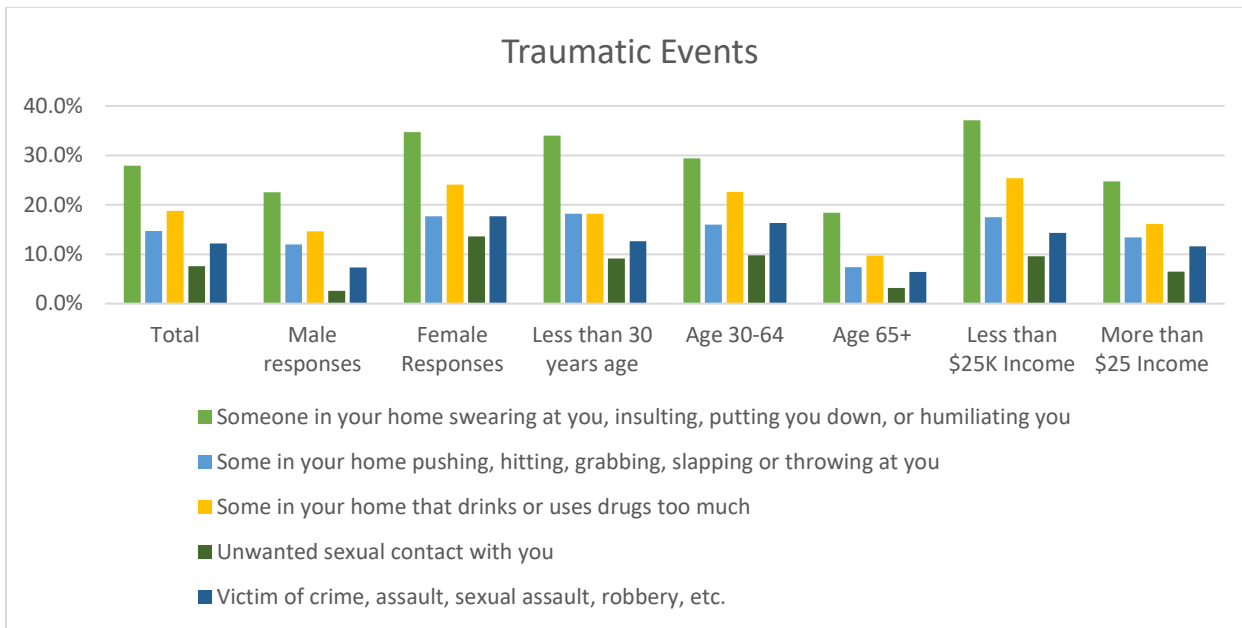 Traumatic Events
40.0%
30.0%
20.0%
10.0%
0.0%
Total
Male
responses
Female
Responses
Less than 30
years age
Age 30-64
Age 65+
Less than
$25K Income
More than
$25 Income
Someone in your home swearing at you, insulting, putting you down, or humiliating you
Some in your home pushing, hitting, grabbing, slapping or throwing at you
Some in your home that drinks or uses drugs too much
Unwanted sexual contact with you
Victim of crime, assault, sexual assault, robbery, etc.